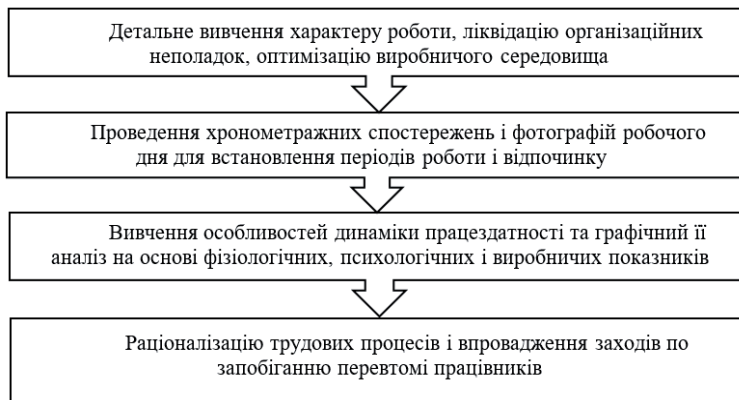 Детальне вивчення характеру роботи, ліквідацію організаційних
неполадок, оптимізацію виробничого середовища
Проведення хронометражних спостережень і фотографій робочого
дня для встановлення періодів роботи і відпочинку
Вивчення особливостей динаміки працездатності та графічний її
аналіз на основі фізіологічних, психологічних і виробничих показників
Раціоналізацію трудових процесів і впровадження заходів по
запобіганню перевтомі працівників